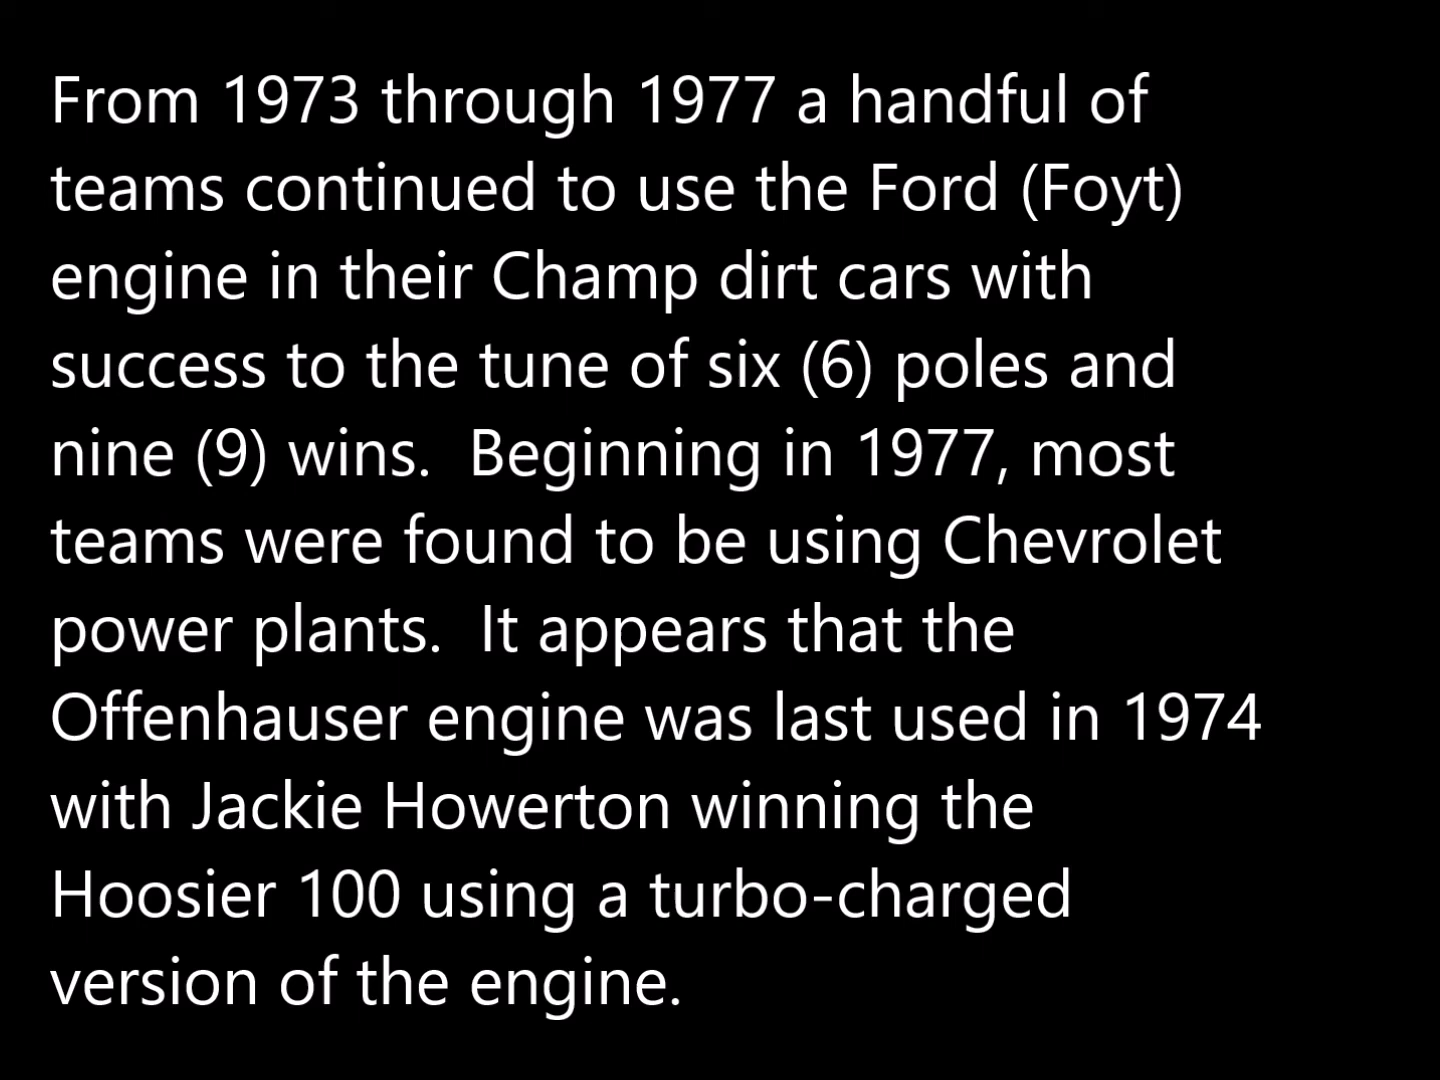 From 1973 through 1977 a handful of
teams continued to use the Ford (Foyt)
engine in their Champ dirt cars with
success to the tune of six (6) poles and
nine (9) wins.  Beginning in 1977, most
teams were found to be using Chevrolet
power plants.  It appears that the
Offenhauser engine was last used in 1974
with Jackie Howerton winning the
Hoosier 100 using a turbo-charged
version of the engine.